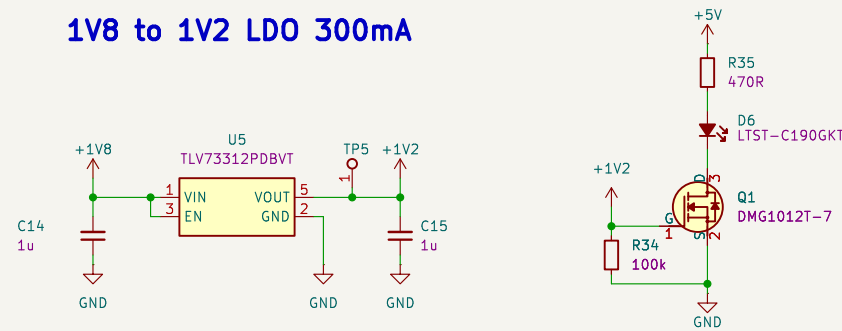 1V8 to 1V2 LDO 300mA
+5V
R35
470R
D6
LTST-C190GKT
U5
TLV73312PDBVT
+1V8
TP5
+1V2
1
1
VIN
VOUT
5
3
EN
GND
2
C14
1u
C15
1u
GND
GND
GND
+1V2
D
3
Q1
DMG1012T-7
G
1
S
2
R34
100k
GND